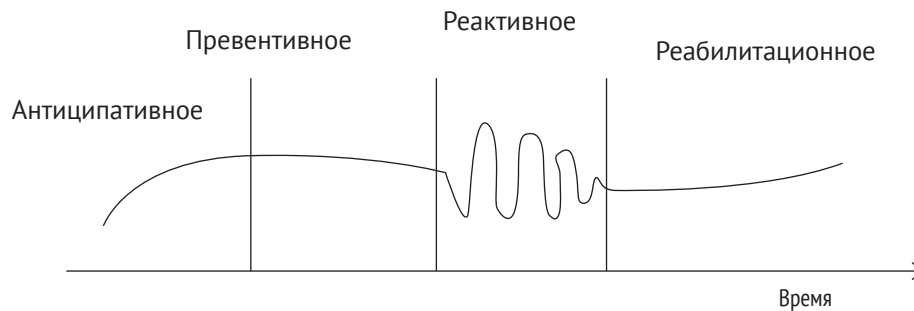 Антиципативное
Превентивное
Реактивное
Реабилитационное
Время